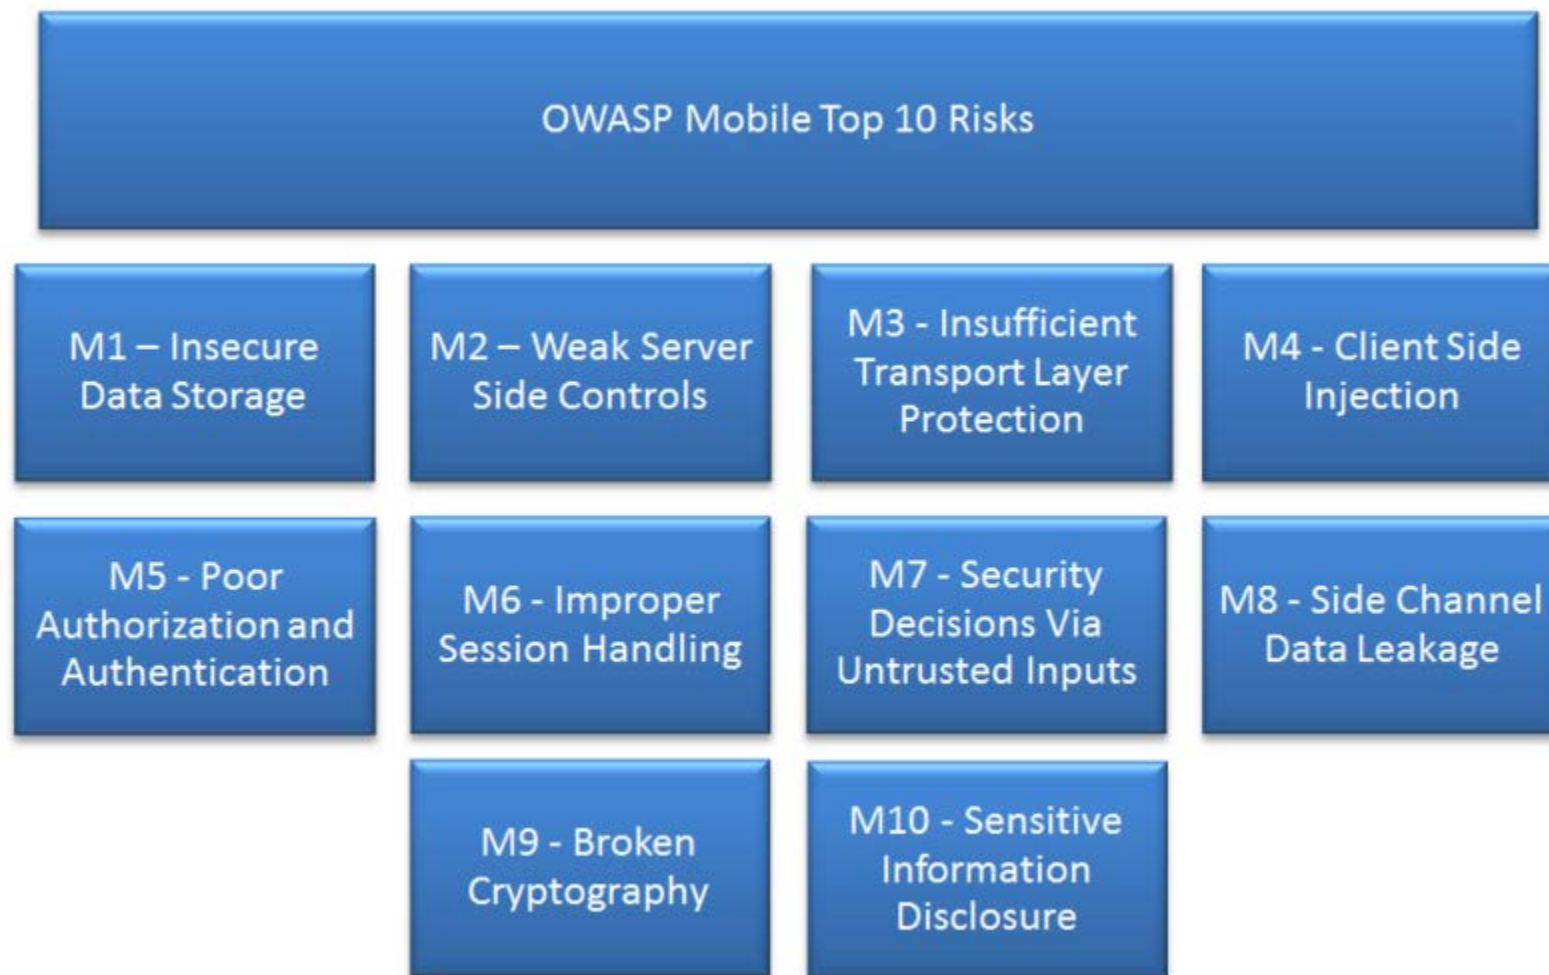 OWASP Mobile Top 10 Risks
M1 – Insecure
Data Storage
M2 – Weak Server
Side Controls
M3 - Insufficient
Transport Layer
Protection
M4 - Client Side
Injection
M5 - Poor
Authorization and
Authentication
M6 - Improper
Session Handling
M7 - Security
Decisions Via
Untrusted Inputs
M8 - Side Channel
Data Leakage
M9 - Broken
Cryptography
M10 - Sensitive
Information
Disclosure